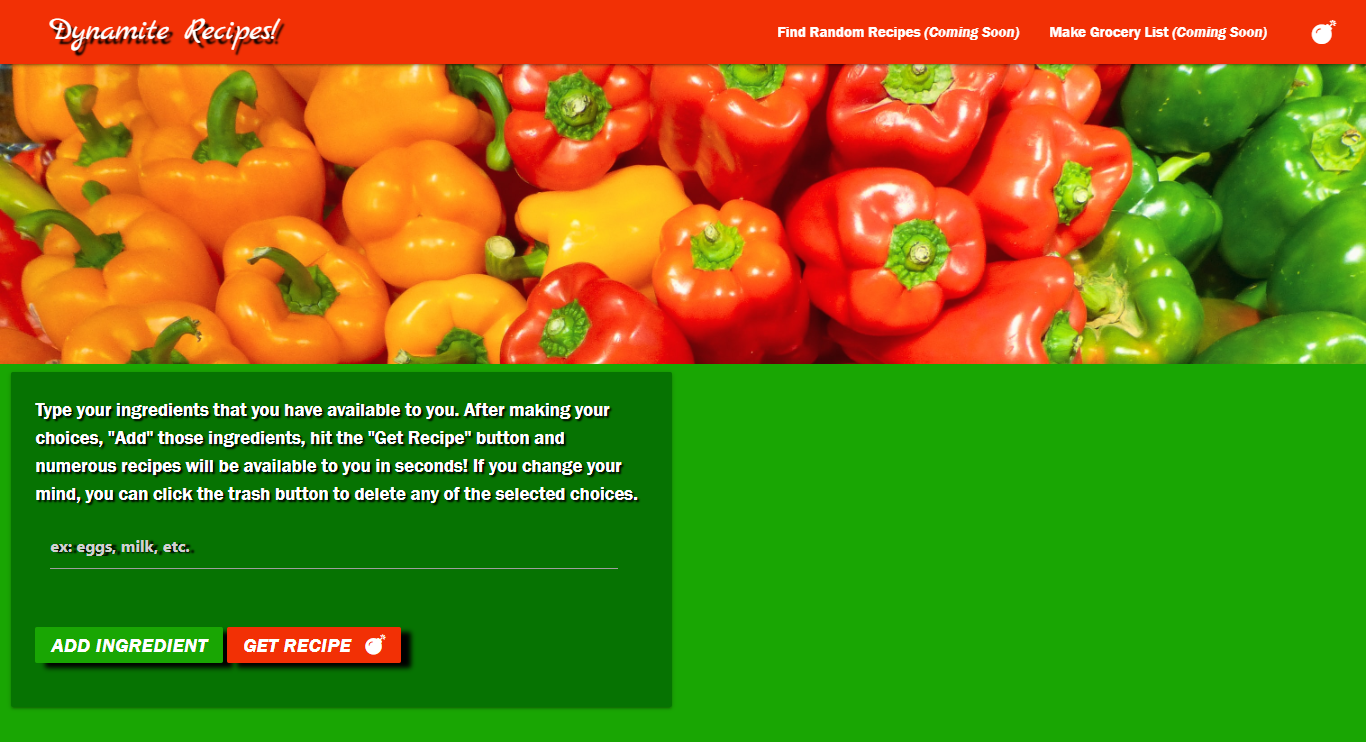 Dynamite Recipes!
Find Random Recipes (Coming Soon) Make Grocery List (Coming Soon)
Type your ingredients that you have available to you. After making your
choices, "Add" those ingredients, hit the "Get Recipe" button and
numerous recipes will be available to you in seconds! If you change your
mind, you can click the trash button to delete any of the selected choices.
ex: eggs, milk, etc.
ADD INGREDIENT GET RECIPE